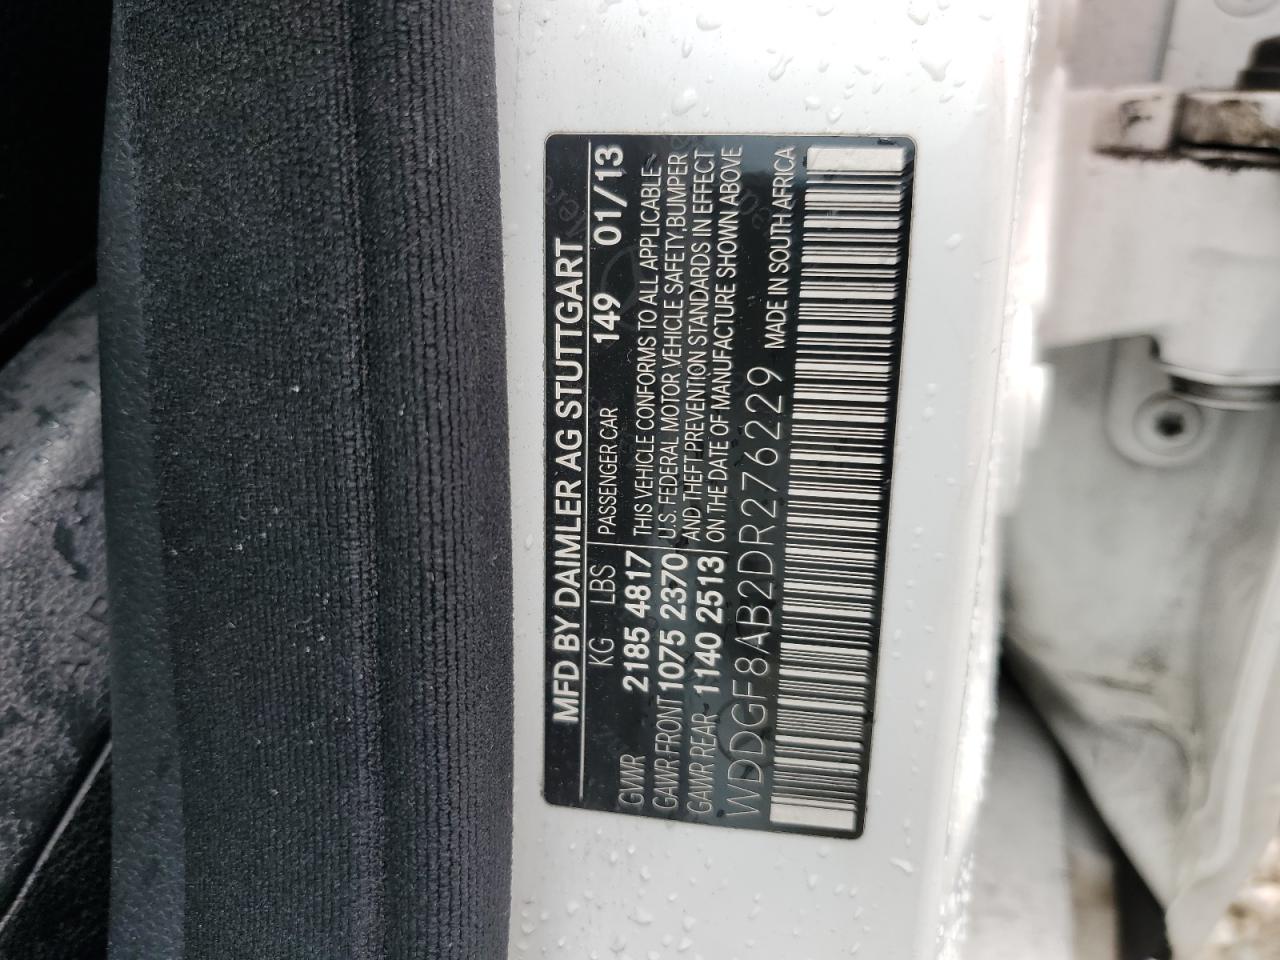 MFD BY DAIMLER AG STUTTGART
KG LBS PASSENGER CAR 149 01/13
GVWR 2185 4817 THIS VEHICLE CONFORMS TO ALL APPLICABLE
GAWR FRONT 1075 2370 U.S. FEDERAL MOTOR VEHICLE SAFETY, BUMPER
GAWR REAR 1140 2513 AND THEFT PREVENTION STANDARDS IN EFFECT
ON THE DATE OF MANUFACTURE SHOWN ABOVE
WDDGF8AB2DR276229 MADE IN SOUTH AFRICA